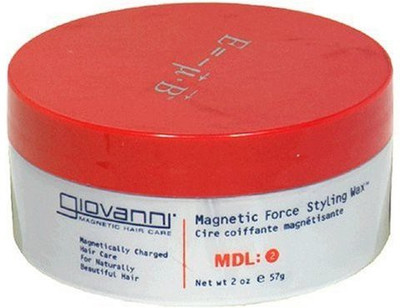 E=-μ·B
giovanni
MAGNETIC HAIR CARE
Magnetically Charged
Hair Care
For Naturally
Beautiful Hair
Magnetic Force Styling Wax™
Cire coiffante magnétisante
MDL: 2
Net wt 2 oz e 57g